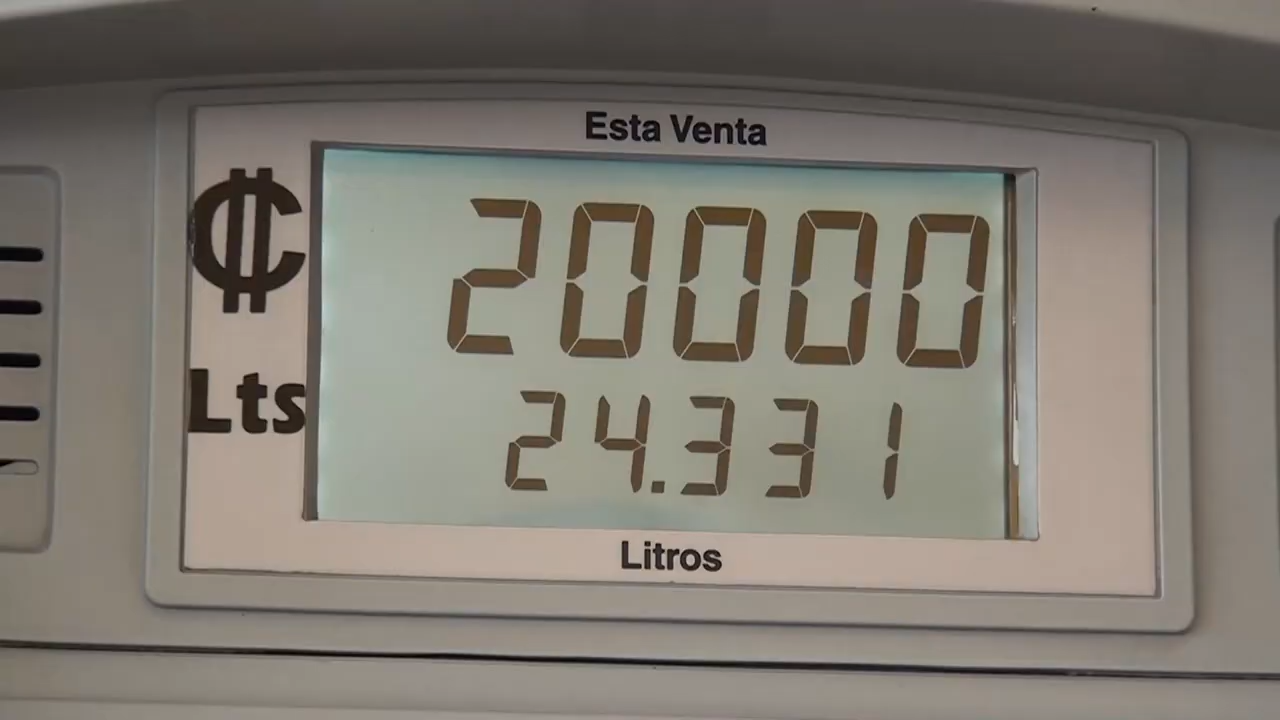 Esta Venta
₡ 20000
Lts 24.331
Litros